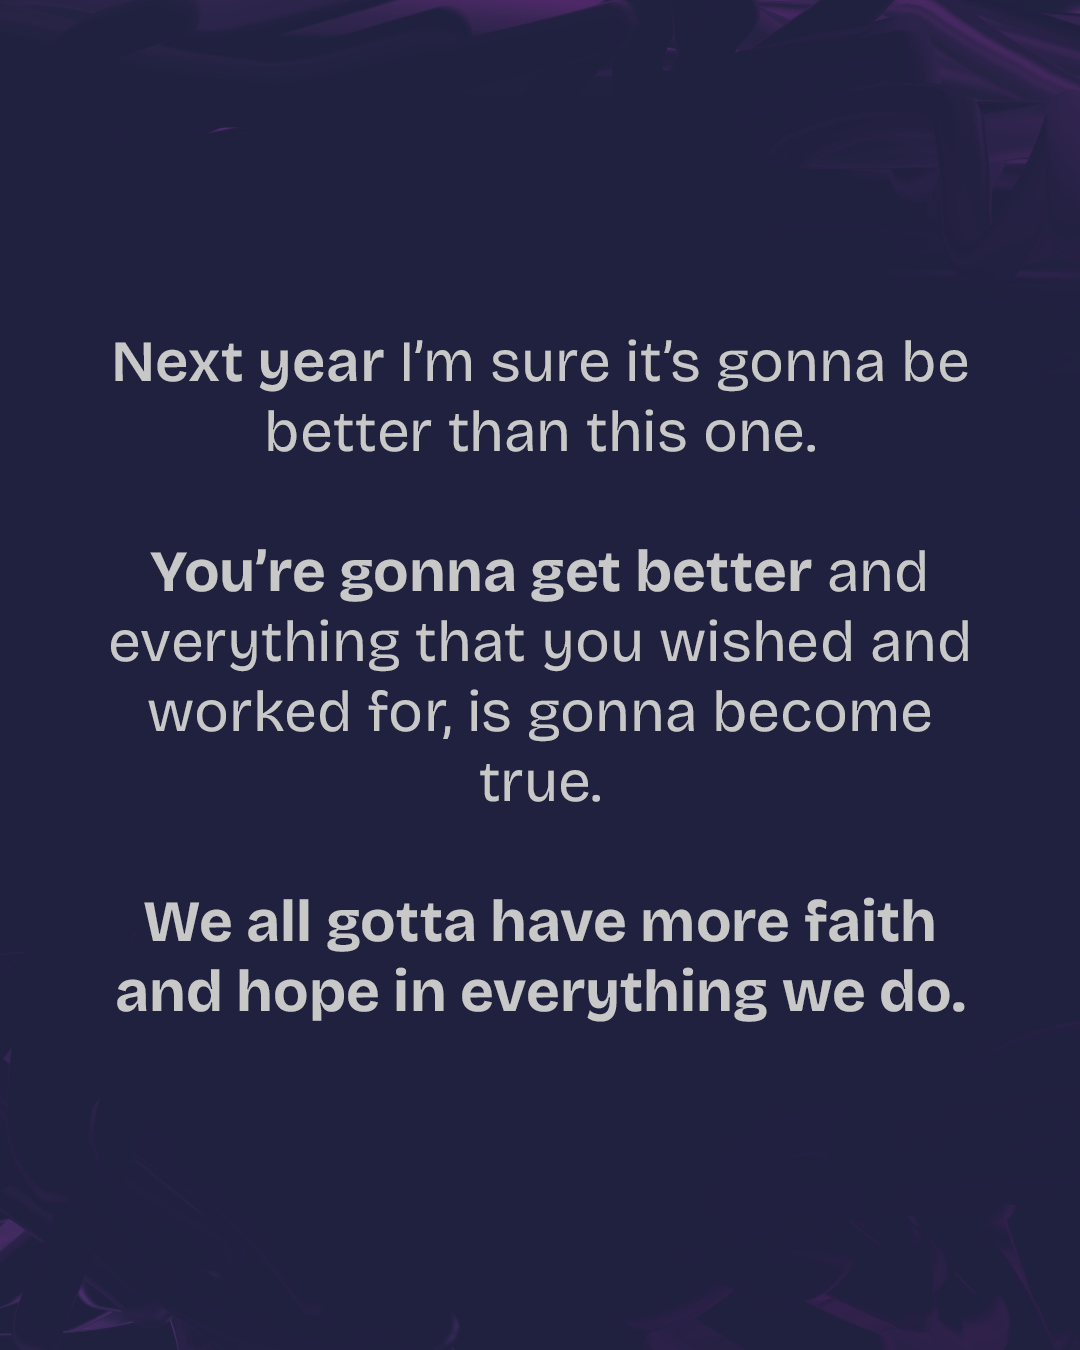 Next year I’m sure it’s gonna be
better than this one.
You’re gonna get better and
everything that you wished and
worked for, is gonna become
true.
We all gotta have more faith
and hope in everything we do.